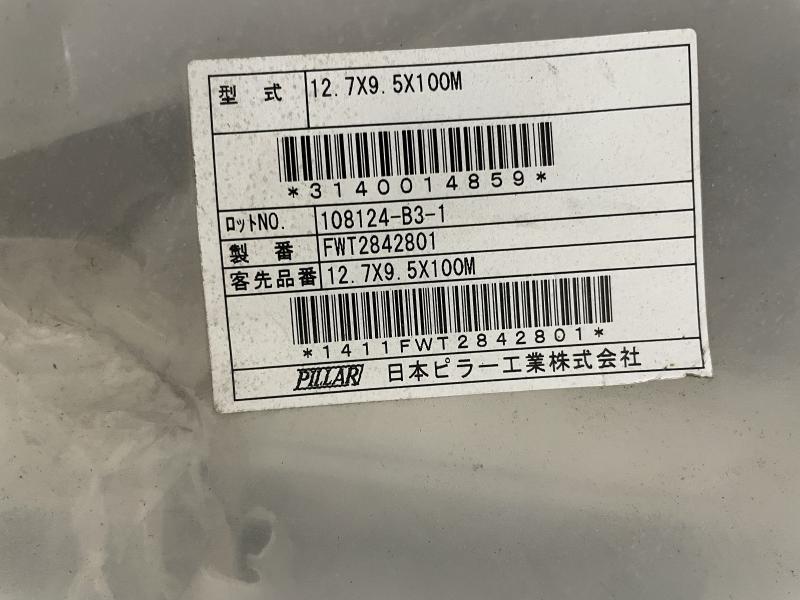 型式 12.7X9.5X100M
*3140014859*
ロットNO. 108124-B3-1
製番 FWT2842801
客先品番 12.7X9.5X100M
*1411FWT2842801*
PILLAR 日本ピラー工業株式会社